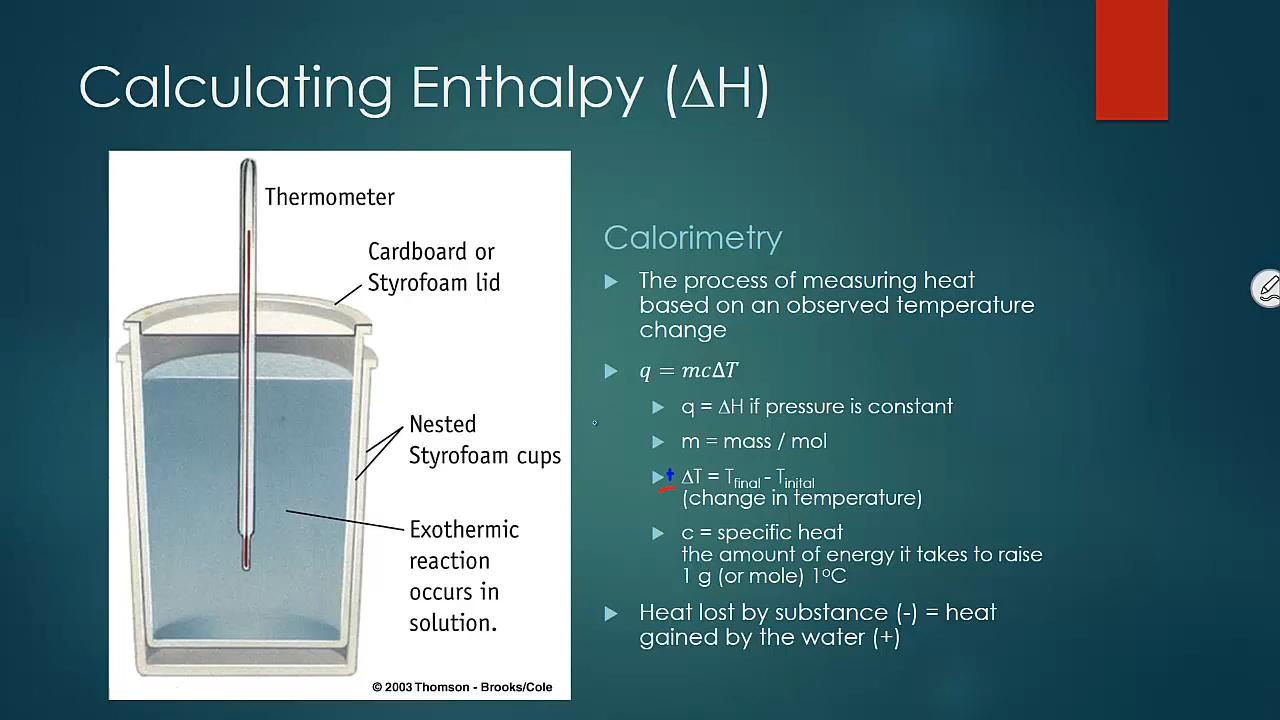 Calculating Enthalpy (ΔH)
Thermometer
Cardboard or
Styrofoam lid
Nested
Styrofoam cups
Exothermic
reaction
occurs in
solution.
© 2003 Thomson - Brooks/Cole
Calorimetry
The process of measuring heat
based on an observed temperature
change
q = mcΔT
q = ΔH if pressure is constant
m = mass / mol
t ΔT = Tfinal - Tinital
(change in temperature)
c = specific heat
the amount of energy it takes to raise
1 g (or mole) 1°C
Heat lost by substance (-) = heat
gained by the water (+)